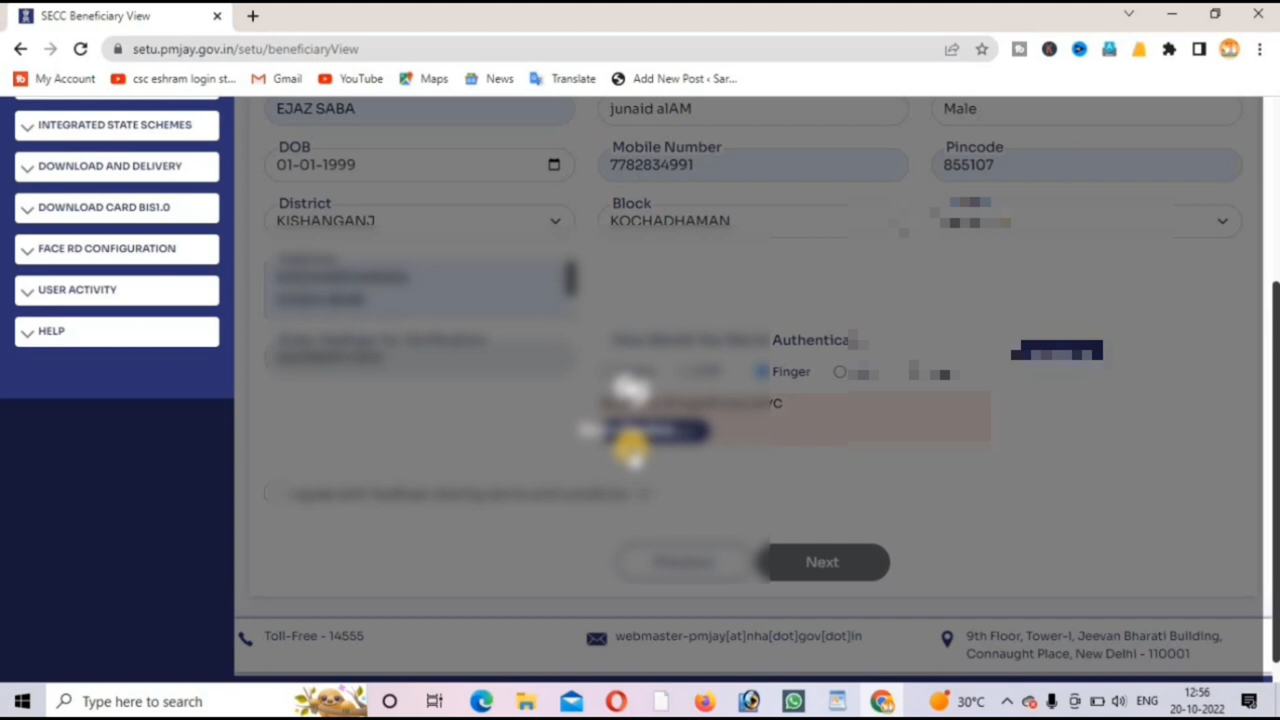 SECC Beneficiary View
setu.pmjay.gov.in/setu/beneficiaryView
My Account csc eshram login st... Gmail YouTube Maps News Translate Add New Post ‹ Sar...
INTEGRATED STATE SCHEMES
DOWNLOAD AND DELIVERY
DOWNLOAD CARD BIS1.0
FACE RD CONFIGURATION
USER ACTIVITY
HELP
EJAZ SABA junaid alAM Male
DOB Mobile Number Pincode
01-01-1999 7782834991 855107
District Block
KISHANGANJ KOCHADHAMAN
Authentica
Finger
Next
Toll-Free - 14555 webmaster-pmjay[at]nha[dot]gov[dot]in 9th Floor, Tower-l, Jeevan Bharati Building,
Connaught Place, New Delhi - 110001
Type here to search 30°C ENG 12:56
20-10-2022